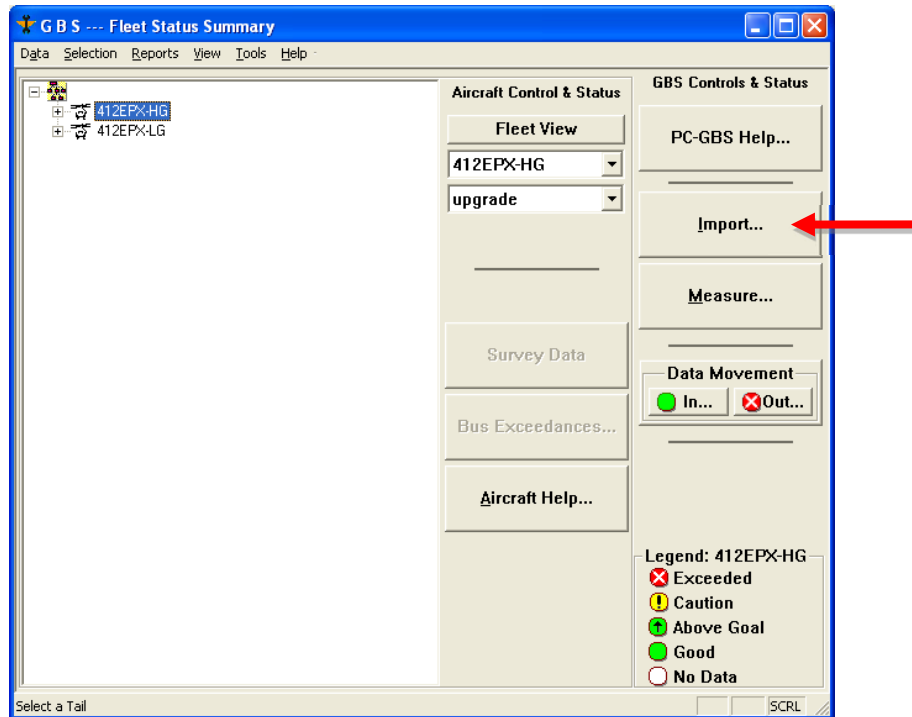 G B S --- Fleet Status Summary
Data Selection Reports View Tools Help
412EPX-HG
412EPX-LG
Aircraft Control & Status
Fleet View
412EPX-HG
upgrade
Survey Data
Bus Exceedances...
Aircraft Help...
GBS Controls & Status
PC-GBS Help...
Import...
Measure...
Data Movement
In... Out...
Legend: 412EPX-HG
Exceeded
Caution
Above Goal
Good
No Data
Select a Tail SCRL